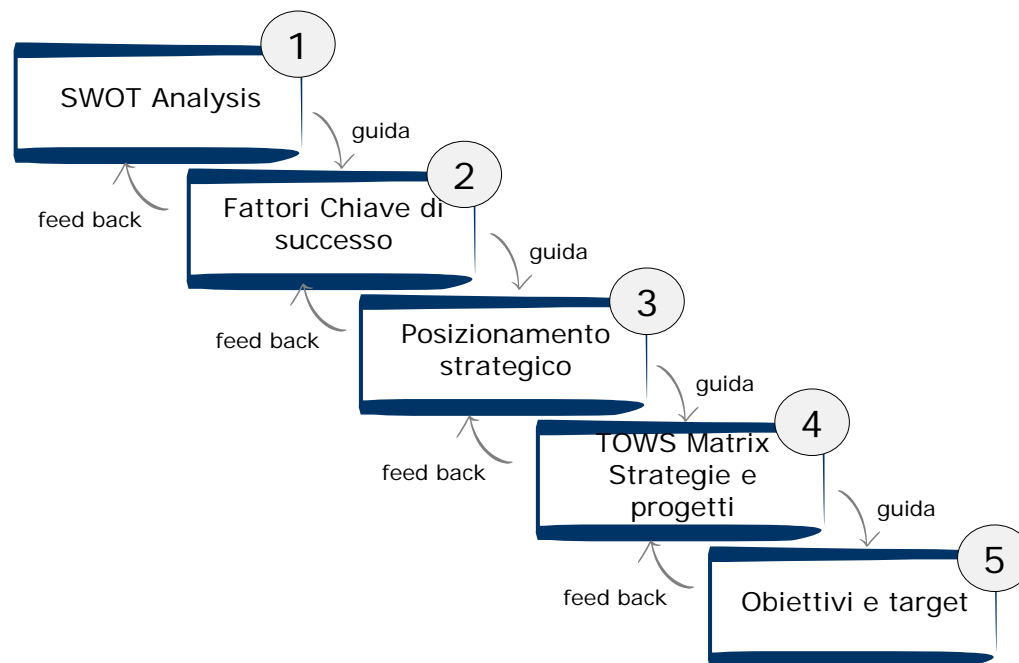 1
SWOT Analysis
guida
2
feed back
Fattori Chiave di
successo
guida
3
feed back
Posizionamento
strategico
guida
4
feed back
TOWS Matrix
Strategie e
progetti
guida
5
feed back
Obiettivi e target